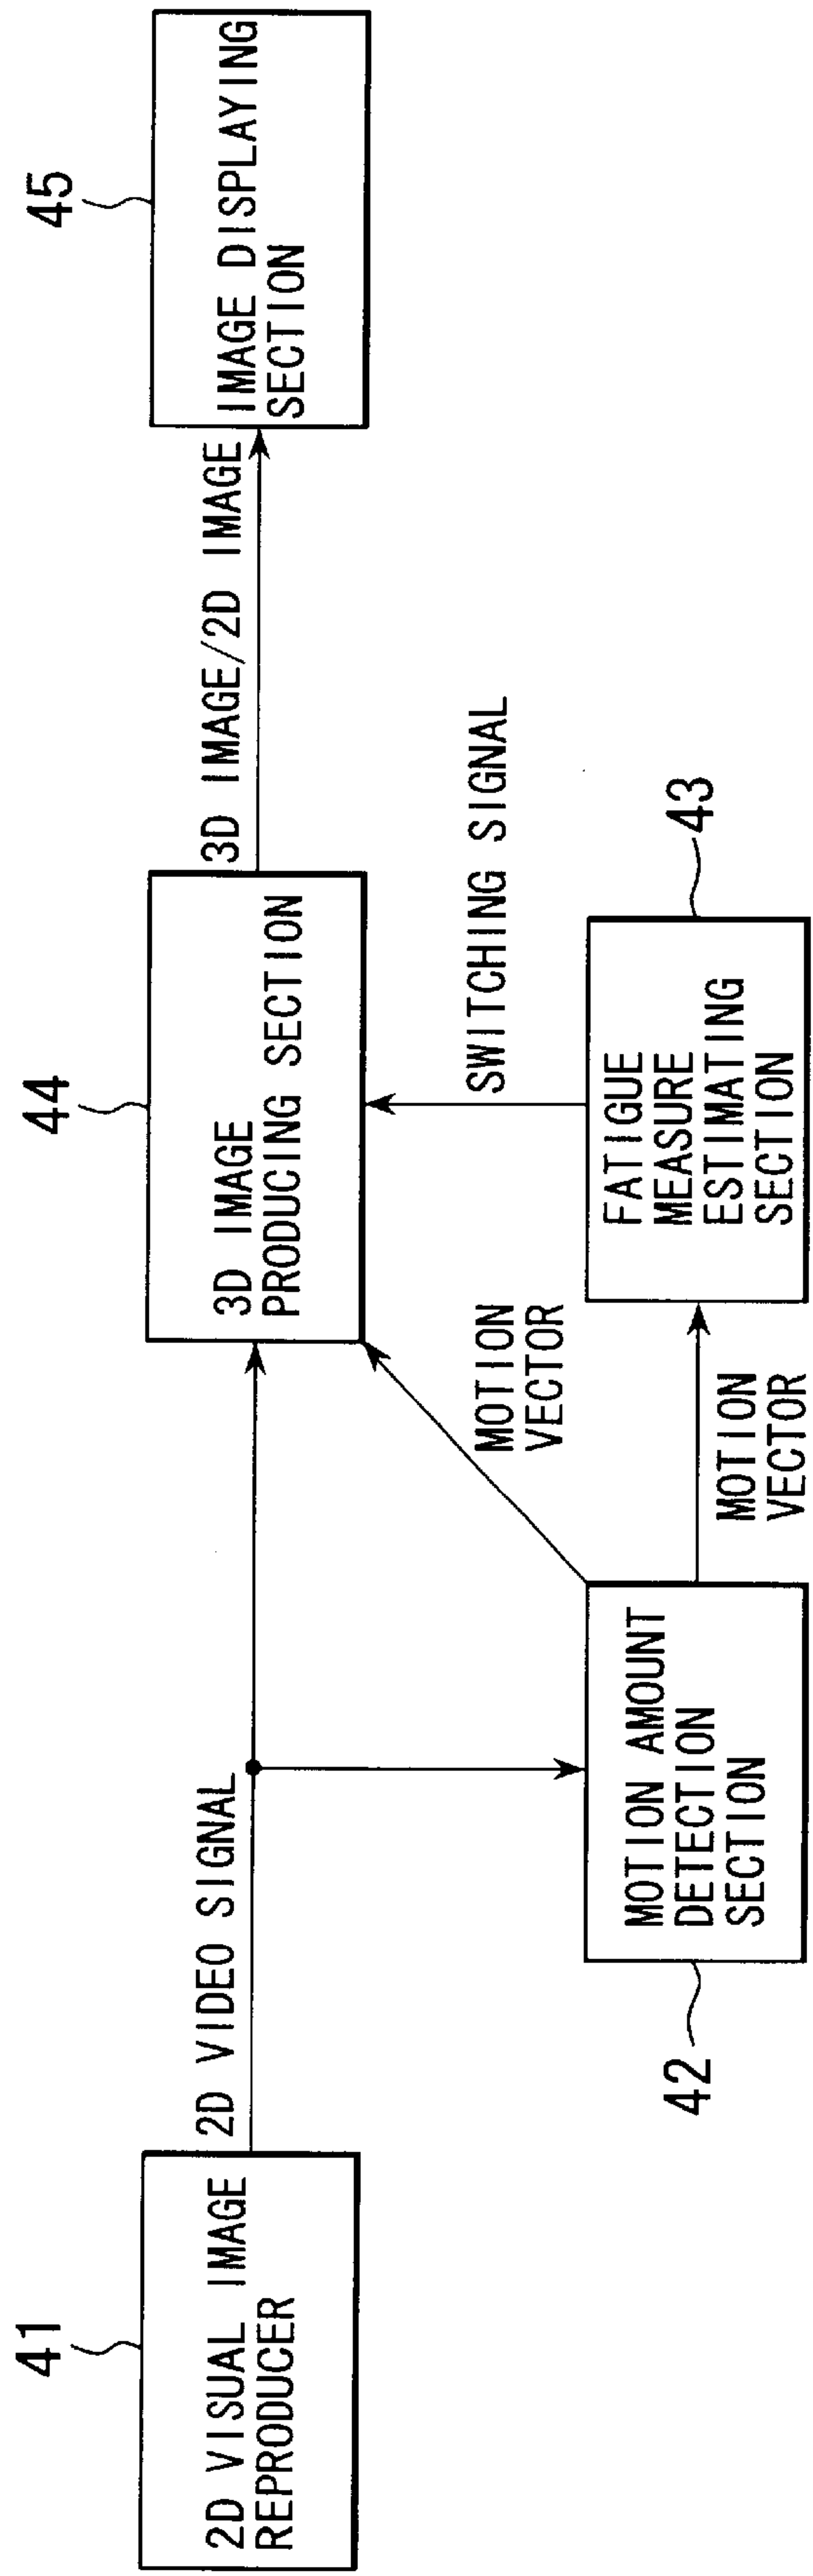 41
2D VISUAL IMAGE
REPRODUCER
2D VIDEO SIGNAL
42
MOTION AMOUNT
DETECTION
SECTION
MOTION
VECTOR
MOTION
VECTOR
43
FATIGUE
MEASURE
ESTIMATING
SECTION
SWITCHING SIGNAL
44
3D IMAGE
PRODUCING SECTION
3D IMAGE/2D IMAGE
45
IMAGE DISPLAYING
SECTION